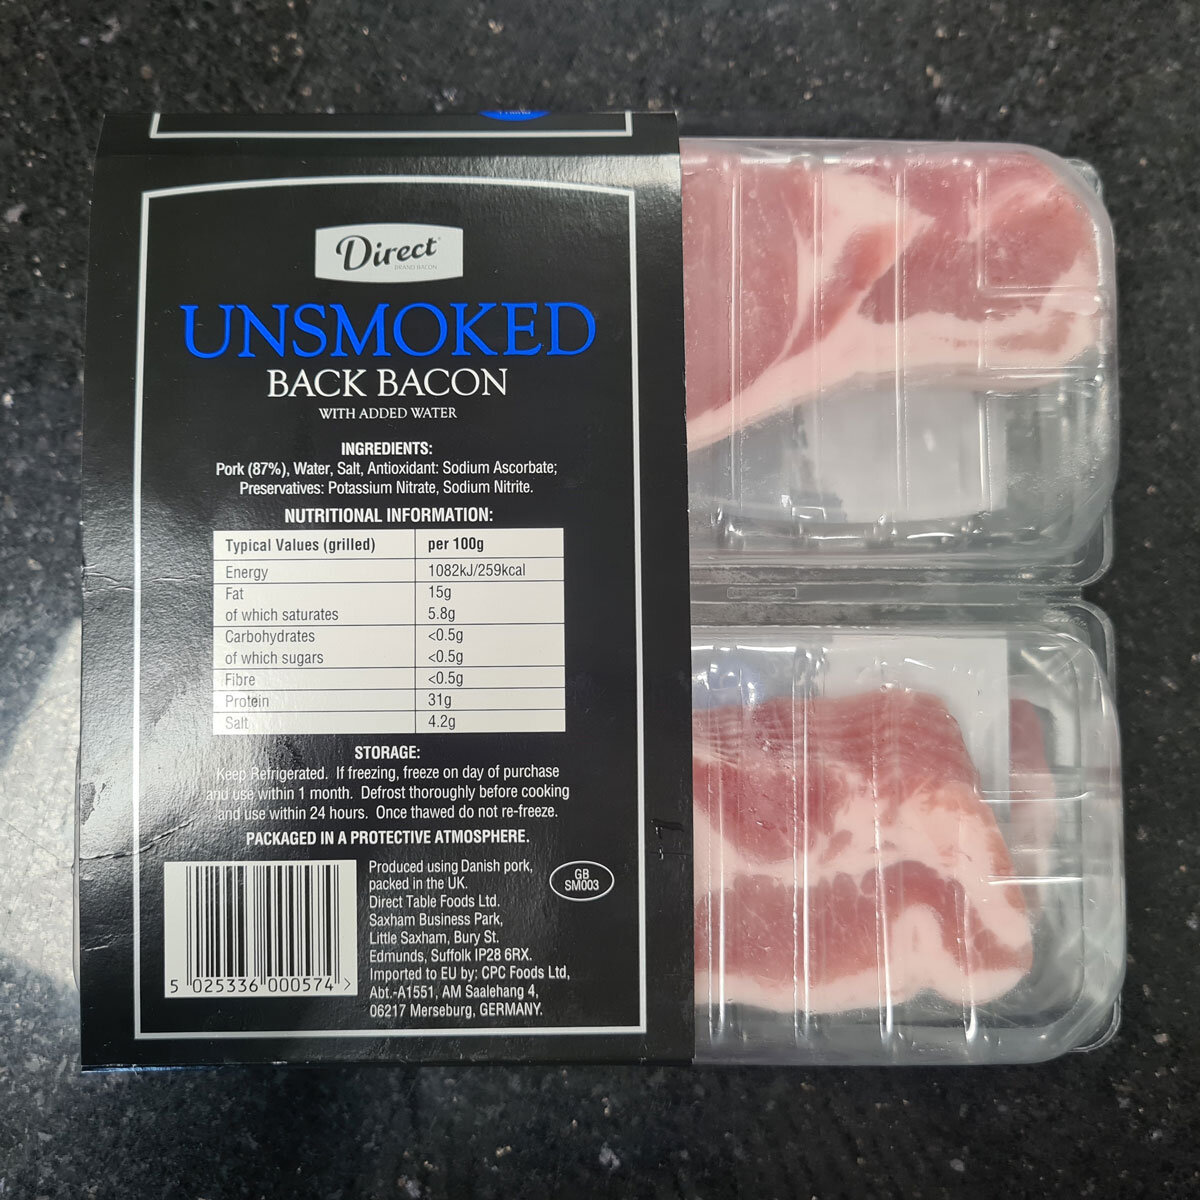 Direct
BRAND BACON
UNSMOKED
BACK BACON
WITH ADDED WATER
INGREDIENTS:
Pork (87%), Water, Salt, Antioxidant: Sodium Ascorbate;
Preservatives: Potassium Nitrate, Sodium Nitrite.
NUTRITIONAL INFORMATION:
Typical Values (grilled) per 100g
Energy 1082kJ/259kcal
Fat 15g
of which saturates 5.8g
Carbohydrates <0.5g
of which sugars <0.5g
Fibre <0.5g
Protein 31g
Salt 4.2g
STORAGE:
Keep Refrigerated. If freezing, freeze on day of purchase
and use within 1 month. Defrost thoroughly before cooking
and use within 24 hours. Once thawed do not re-freeze.
PACKAGED IN A PROTECTIVE ATMOSPHERE.
Produced using Danish pork,
packed in the UK.
Direct Table Foods Ltd.
Saxham Business Park,
Little Saxham, Bury St.
Edmunds, Suffolk IP28 6RX.
Imported to EU by: CPC Foods Ltd,
Abt.-A1551, AM Saalehang 4,
06217 Merseburg, GERMANY.
GB
SM003
5 025336 000574 >